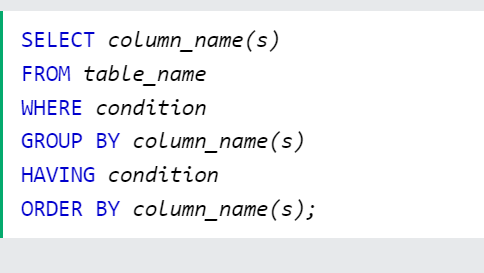 SELECT column_name(s)
FROM table_name
WHERE condition
GROUP BY column_name(s)
HAVING condition
ORDER BY column_name(s);